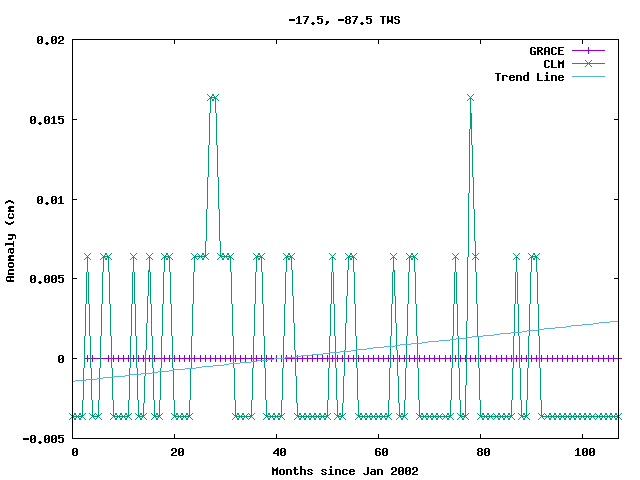 -17.5, -87.5 TWS
GRACE
CLM
Trend Line
0.02
0.015
0.01
0.005
0
-0.005
Anomaly (cm)
0 20 40 60 80 100
Months since Jan 2002